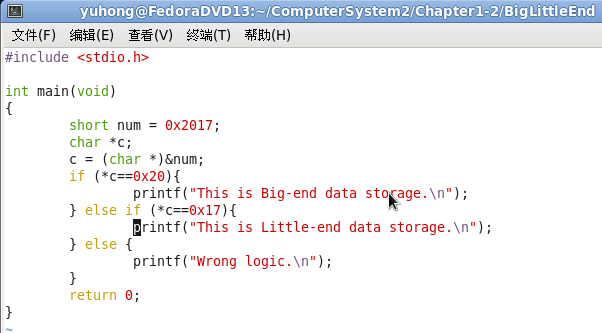 yuhong@FedoraDVD13:~/ComputerSystem2/Chapter1-2/BigLittleEnd
文件(F) 编辑(E) 查看(V) 终端(T) 帮助(H)
#include <stdio.h>
int main(void)
{
        short num = 0x2017;
        char *c;
        c = (char *)&num;
        if (*c==0x20){
                printf("This is Big-end data storage.\n");
        } else if (*c==0x17){
                printf("This is Little-end data storage.\n");
        } else {
                printf("Wrong logic.\n");
        }
        return 0;
}
~